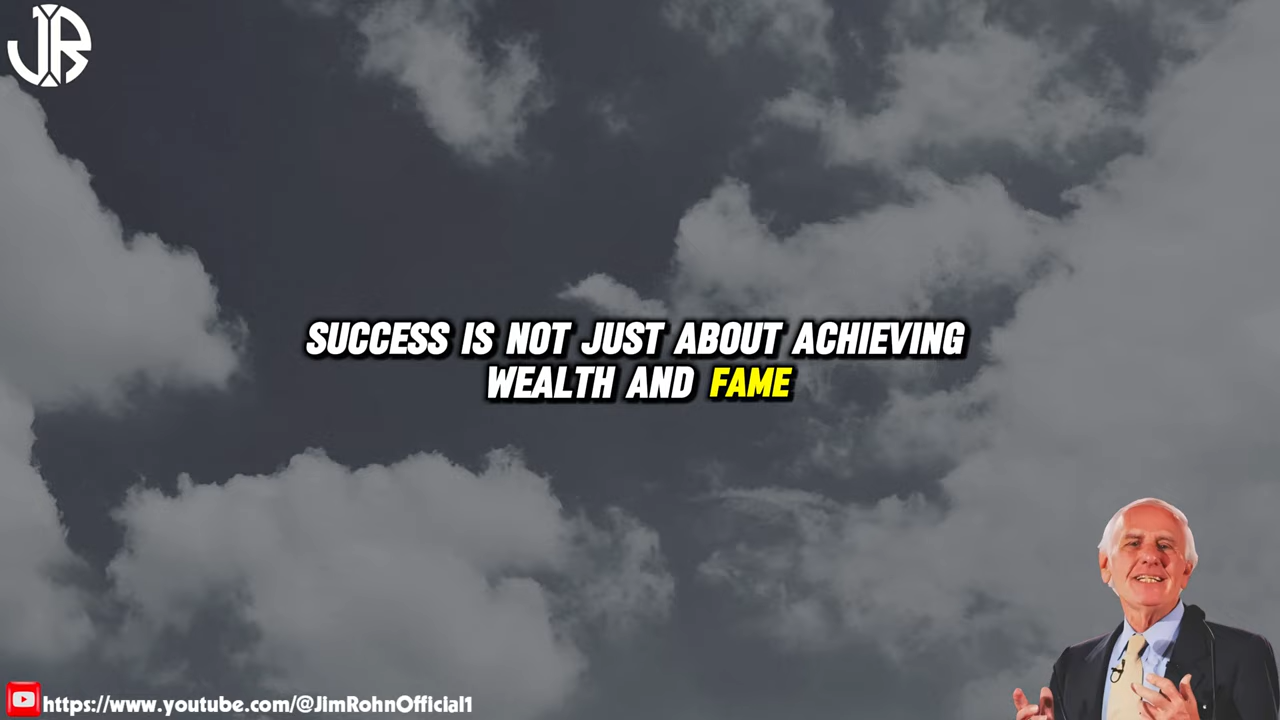 JR
SUCCESS IS NOT JUST ABOUT ACHIEVING
WEALTH AND FAME
https://www.youtube.com/@JimRohnOfficial1